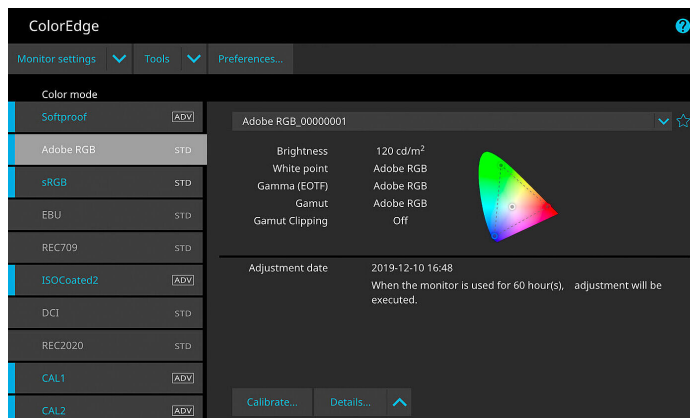 ColorEdge
?
Monitor settings Tools Preferences...
Color mode
Softproof ADV
Adobe RGB STD
sRGB STD
EBU STD
REC709 STD
ISOCoated2 ADV
DCI STD
REC2020 STD
CAL1 ADV
CAL2 ADV
Adobe RGB_00000001
Brightness 120 cd/m²
White point Adobe RGB
Gamma (EOTF) Adobe RGB
Gamut Adobe RGB
Gamut Clipping Off
Adjustment date 2019-12-10 16:48
When the monitor is used for 60 hour(s), adjustment will be
executed.
Calibrate... Details...